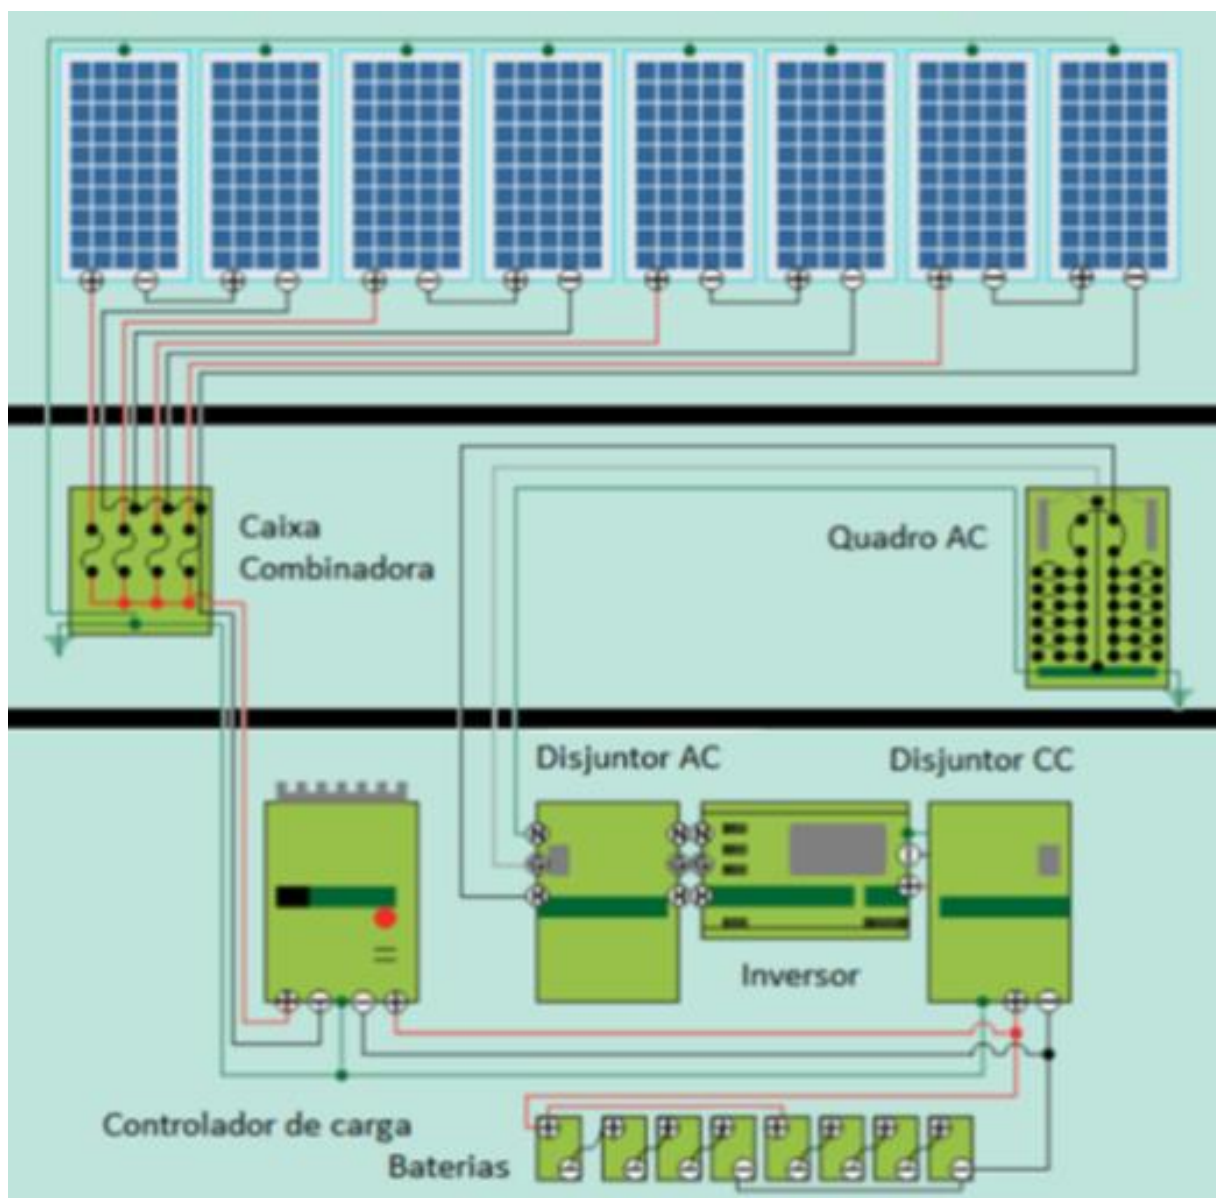 Caixa
Combinadora
Quadro AC
Disjuntor AC
Disjuntor CC
Inversor
Controlador de carga
Baterias